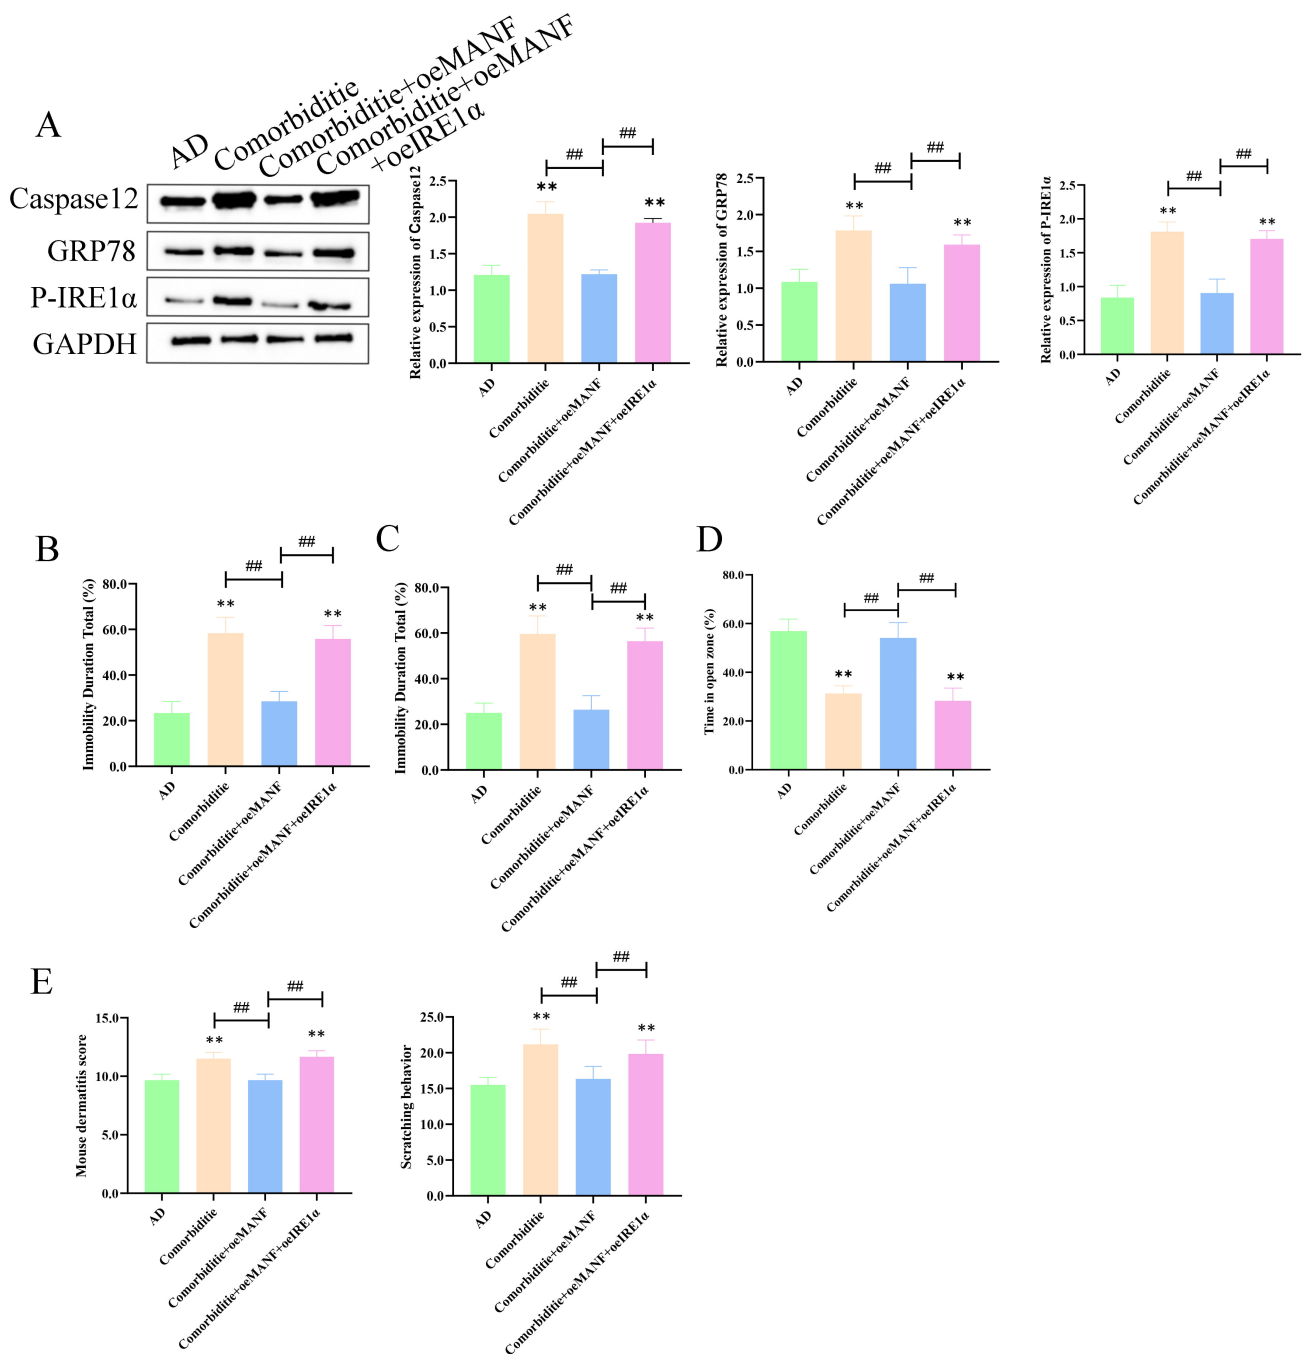 A
AD
Comorbiditie
Comorbiditie+oeMANF
Comorbiditie+oeMANF
+oeIRE1α
Caspase12
GRP78
P-IRE1α
GAPDH
Relative expression of Caspase12
2.5
2.0
1.5
1.0
0.5
0.0
**
##
##
**
AD
Comorbiditie
Comorbiditie+oeMANF
Comorbiditie+oeMANF+oeIRE1α
Relative expression of GRP78
2.5
2.0
1.5
1.0
0.5
0.0
**
##
##
**
AD
Comorbiditie
Comorbiditie+oeMANF
Comorbiditie+oeMANF+oeIRE1α
Relative expression of P-IRE1α
2.5
2.0
1.5
1.0
0.5
0.0
**
##
##
**
AD
Comorbiditie
Comorbiditie+oeMANF
Comorbiditie+oeMANF+oeIRE1α
B
Immobility Duration Total (%)
80.0
60.0
40.0
20.0
0.0
**
##
##
**
AD
Comorbiditie
Comorbiditie+oeMANF
Comorbiditie+oeMANF+oeIRE1α
C
Immobility Duration Total (%)
80.0
60.0
40.0
20.0
0.0
**
##
##
**
AD
Comorbiditie
Comorbiditie+oeMANF
Comorbiditie+oeMANF+oeIRE1α
D
Time in open zone (%)
80.0
60.0
40.0
20.0
0.0
**
##
##
**
AD
Comorbiditie
Comorbiditie+oeMANF
Comorbiditie+oeMANF+oeIRE1α
E
Mouse dermatitis score
15.0
10.0
5.0
0.0
**
##
##
**
AD
Comorbiditie
Comorbiditie+oeMANF
Comorbiditie+oeMANF+oeIRE1α
Scratching behavior
25.0
20.0
15.0
10.0
5.0
0.0
**
##
##
**
AD
Comorbiditie
Comorbiditie+oeMANF
Comorbiditie+oeMANF+oeIRE1α